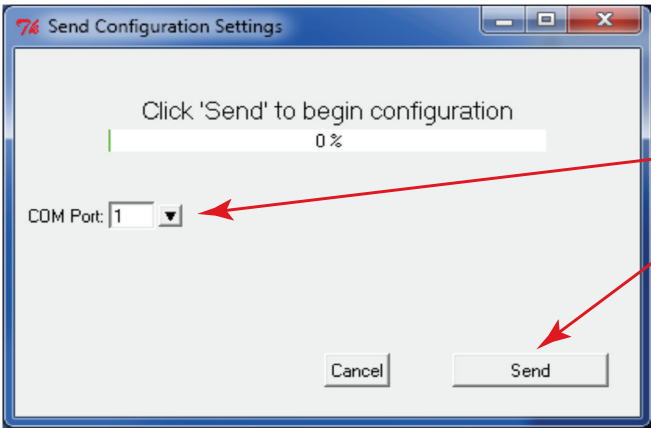 Send Configuration Settings
Click 'Send' to begin configuration
0 %
COM Port: 1
Cancel Send